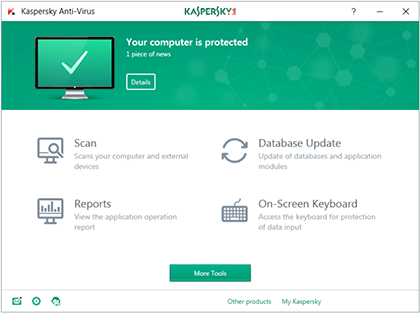 Kaspersky Anti-Virus
KASPERSKY lab
?
Your computer is protected
1 piece of news
Details
Scan
Scans your computer and external
devices
Database Update
Update of databases and application
modules
Reports
View the application operation
report
On-Screen Keyboard
Access the keyboard for protection
of data input
More Tools
Other products
My Kaspersky